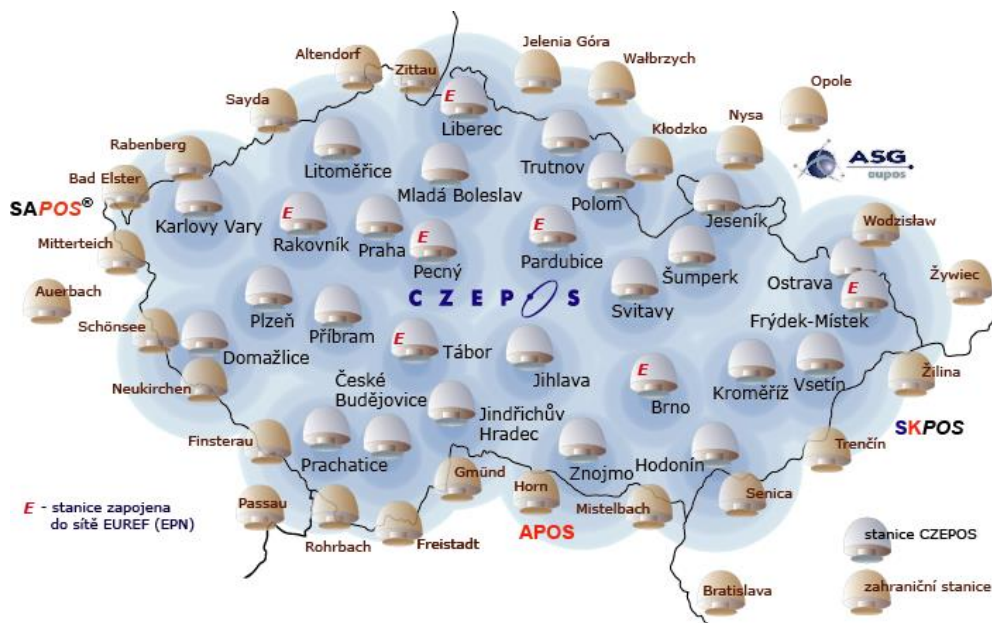 Jelenia Góra
Altendorf
Wałbrzych
Zittau
Opole
Sayda
E
Liberec
Nysa
Rabenberg
Kłodzko
Litoměřice
Trutnov
ASG
eupos
Bad Elster
Mladá Boleslav
Polom
SAPOS®
Karlovy Vary
E
Rakovník
Praha
E
Pecný
E
Pardubice
Jeseník
Wodzisław
Mitterteich
Šumperk
Ostrava
Żywiec
Auerbach
CZEPOS
E
Svitavy
Frýdek-Místek
Schönsee
Plzeň
Příbram
E
Tábor
Domažlice
Jihlava
E
Brno
Kroměříž
Vsetín
Žilina
Neukirchen
České
Budějovice
Jindřichův
Hradec
SKPOS
Finsterau
Prachatice
Znojmo
Hodonín
Trenčín
Gmünd
Horn
Mistelbach
Senica
Passau
E - stanice zapojena
do sítě EUREF (EPN)
APOS
Rohrbach
Freistadt
stanice CZEPOS
Bratislava
zahraniční stanice